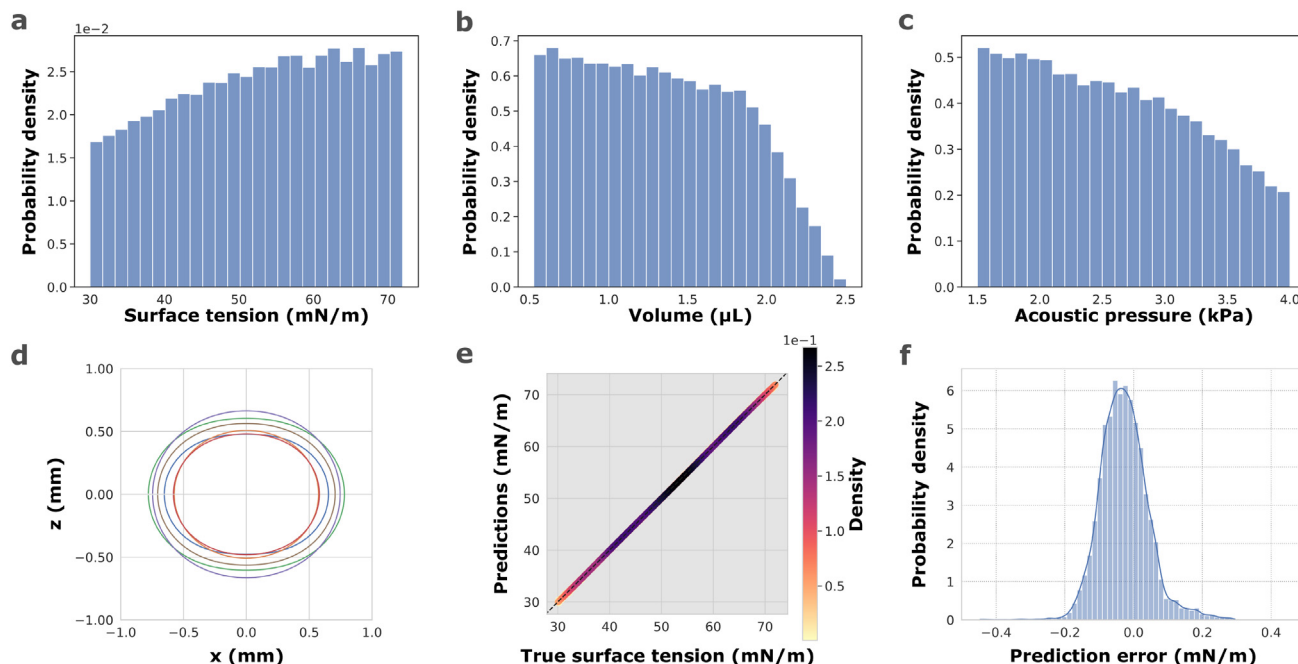 a
1e−2
Probability density
2.5
2.0
1.5
1.0
0.5
0.0
30 40 50 60 70
Surface tension (mN/m)
b
Probability density
0.7
0.6
0.5
0.4
0.3
0.2
0.1
0.0
0.5 1.0 1.5 2.0 2.5
Volume (µL)
c
Probability density
0.5
0.4
0.3
0.2
0.1
0.0
1.5 2.0 2.5 3.0 3.5 4.0
Acoustic pressure (kPa)
d
z (mm)
1.00
0.50
0.00
−0.50
−1.00
−1.0 −0.5 0.0 0.5 1.0
x (mm)
e
Predictions (mN/m)
70
60
50
40
30
30 40 50 60 70
True surface tension (mN/m)
1e−1
2.5
2.0
1.5
1.0
0.5
Density
f
Probability density
6
5
4
3
2
1
0
−0.4 −0.2 0.0 0.2 0.4
Prediction error (mN/m)